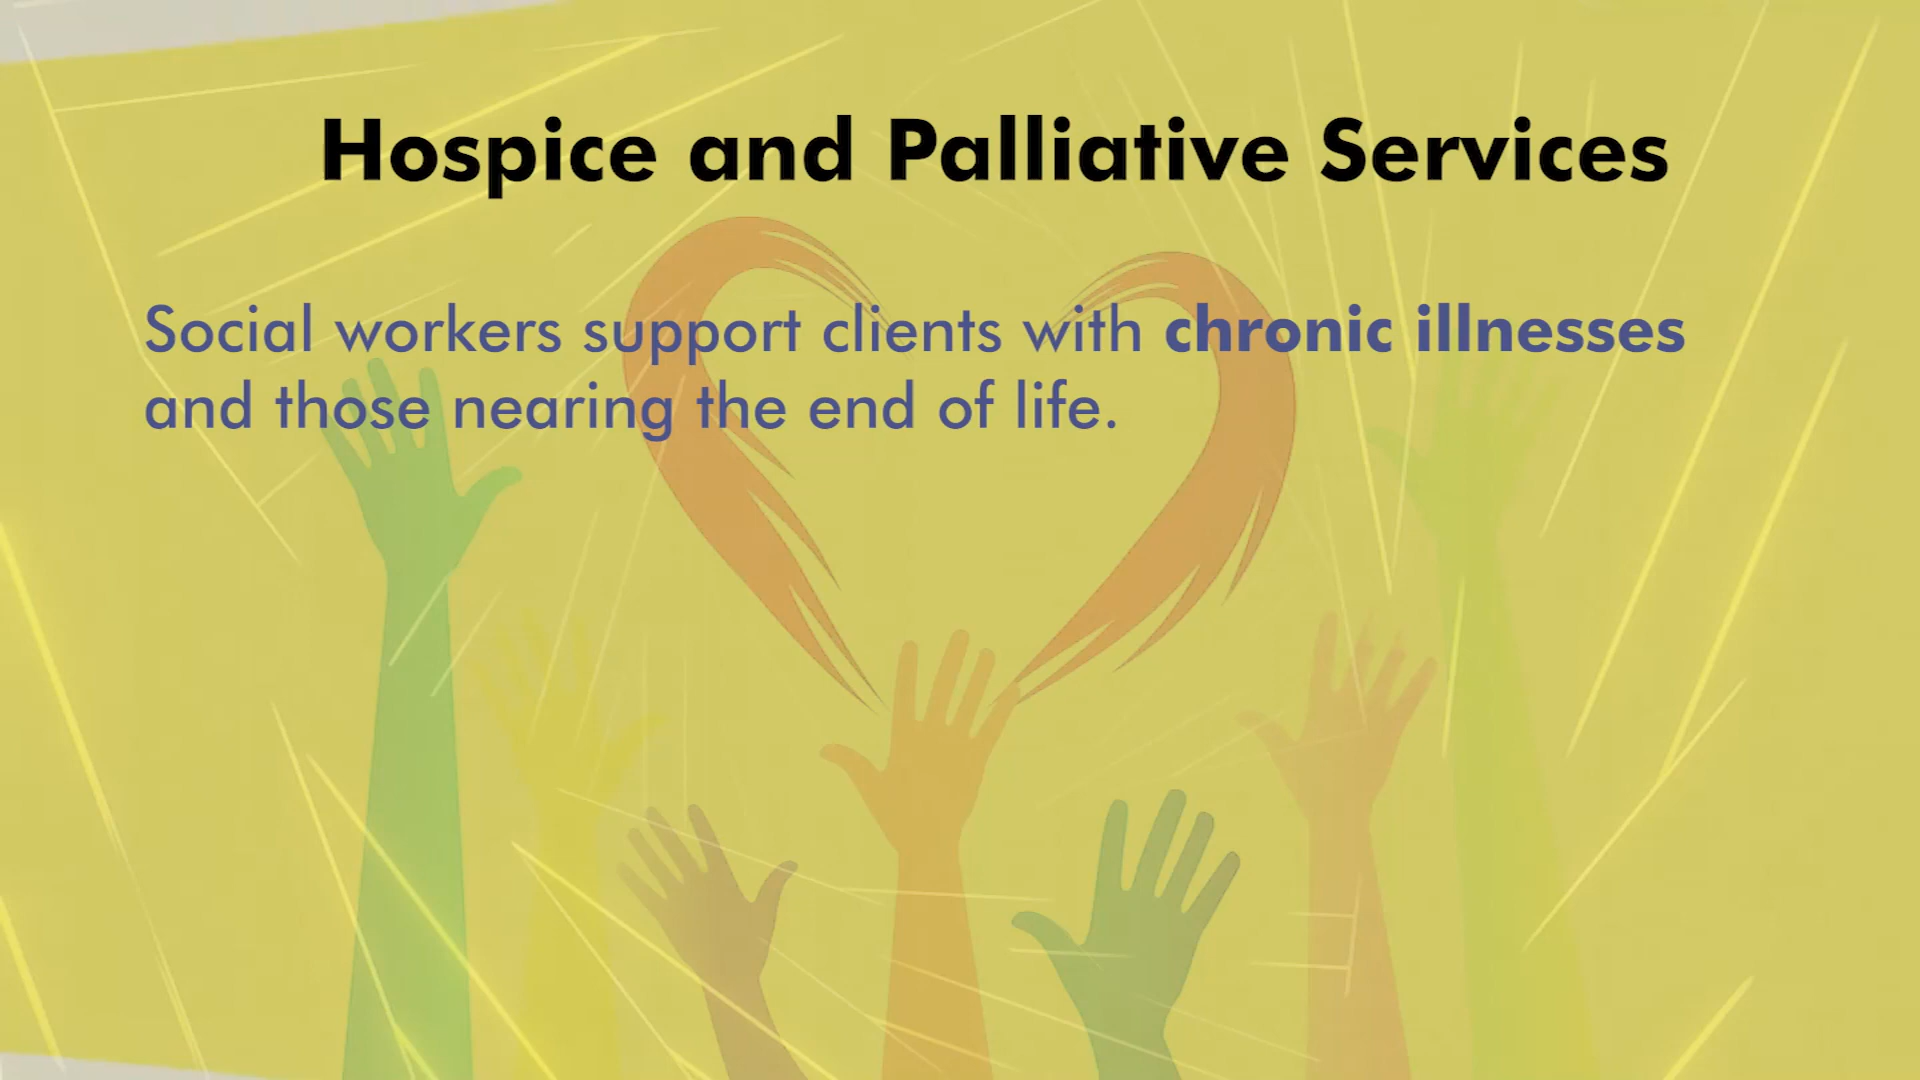 Hospice and Palliative Services
Social workers support clients with chronic illnesses
and those nearing the end of life.